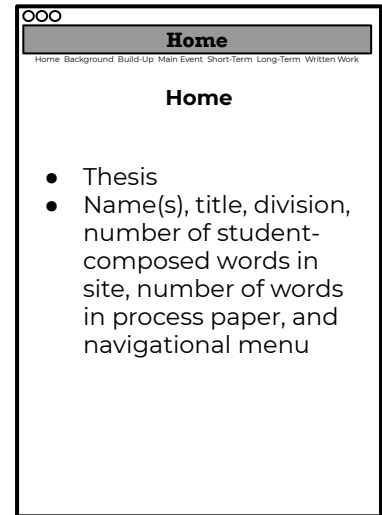 Home
Home Background Build-Up Main Event Short-Term Long-Term Written Work
Home
● Thesis
● Name(s), title, division,
number of student-
composed words in
site, number of words
in process paper, and
navigational menu